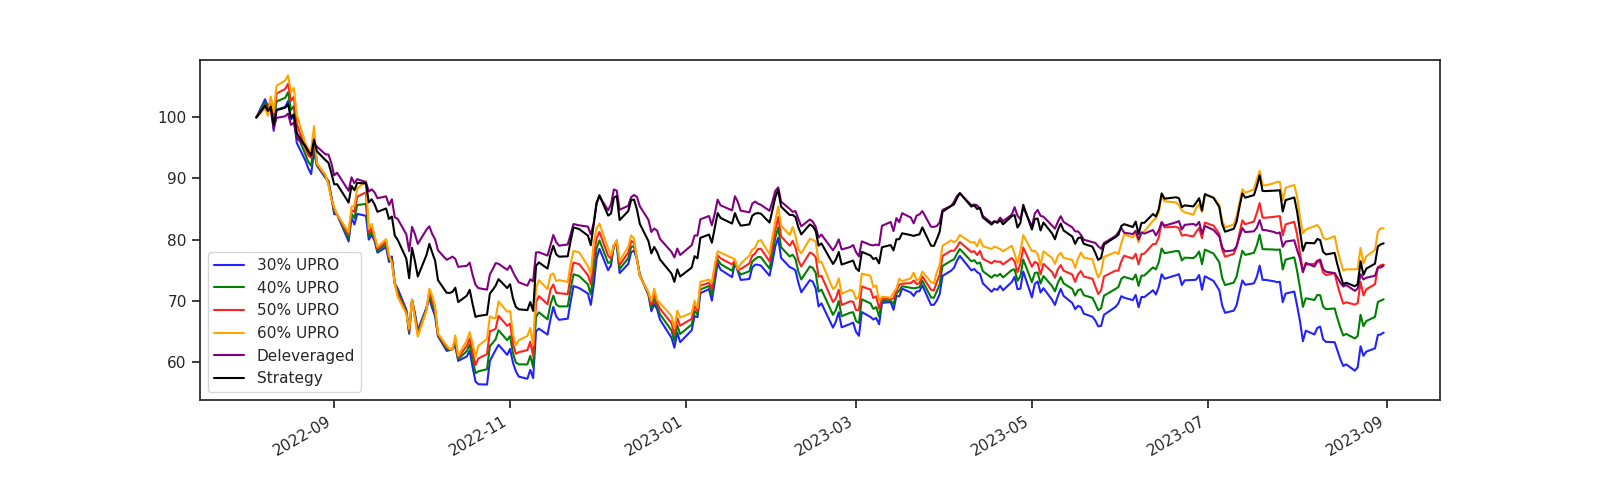 100
90
80
70
60
30% UPRO
40% UPRO
50% UPRO
60% UPRO
Deleveraged
Strategy
2022-09
2022-11
2023-01
2023-03
2023-05
2023-07
2023-09